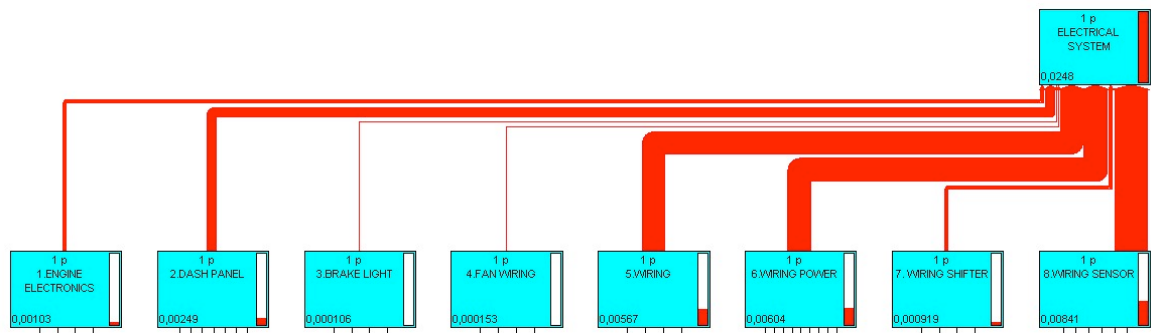 1 p
ELECTRICAL
SYSTEM
0,0248
1 p
1.ENGINE
ELECTRONICS
0,00103
1 p
2.DASH PANEL
0,00249
1 p
3.BRAKE LIGHT
0,000106
1 p
4.FAN WIRING
0,000153
1 p
5.WIRING
0,00567
1 p
6.WIRING POWER
0,00604
1 p
7. WIRING SHIFTER
0,000919
1 p
8.WIRING SENSOR
0,00841